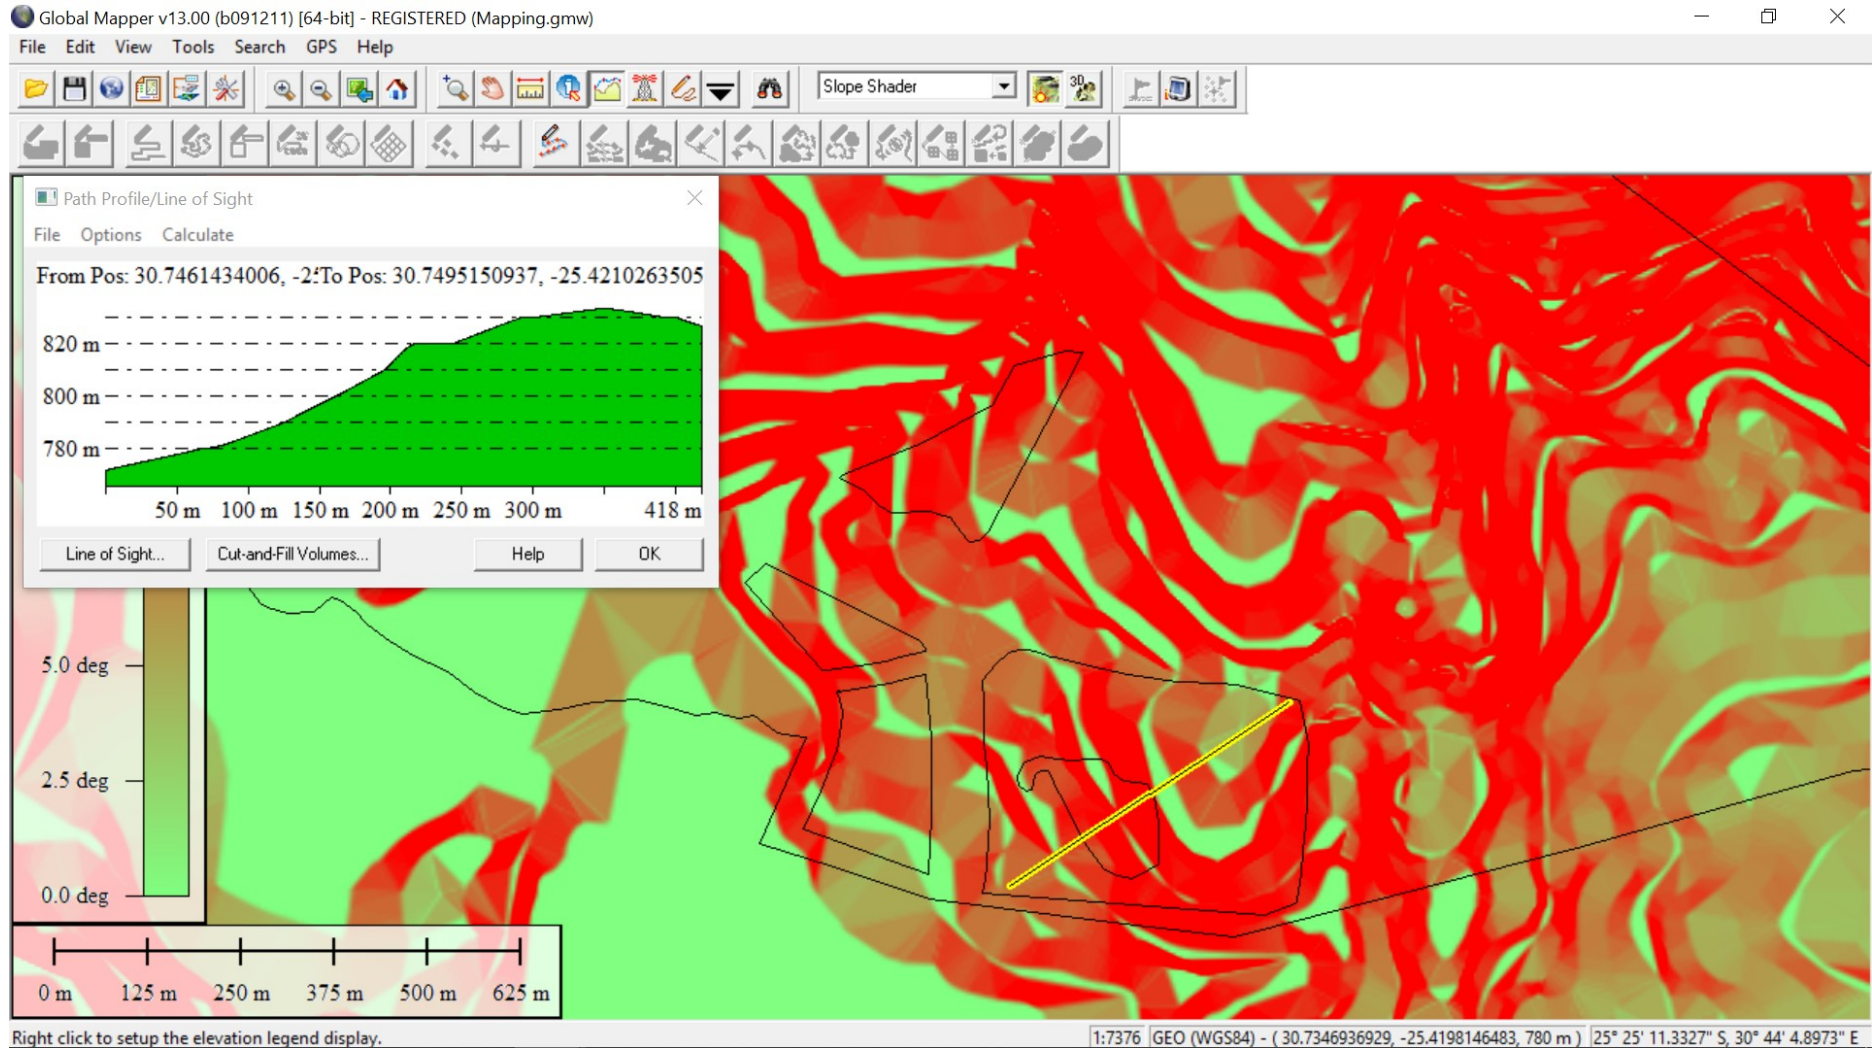 Global Mapper v13.00 (b091211) [64-bit] - REGISTERED (Mapping.gmw)
File Edit View Tools Search GPS Help
Slope Shader
3D
Path Profile/Line of Sight
File Options Calculate
From Pos: 30.7461434006, -2 To Pos: 30.7495150937, -25.4210263505
820 m
800 m
780 m
50 m 100 m 150 m 200 m 250 m 300 m 418 m
Line of Sight... Cut-and-Fill Volumes... Help OK
5.0 deg
2.5 deg
0.0 deg
0 m 125 m 250 m 375 m 500 m 625 m
Right click to setup the elevation legend display.
1:7376 GEO (WGS84) - ( 30.7346936929, -25.4198146483, 780 m ) 25° 25' 11.3327" S, 30° 44' 4.8973" E